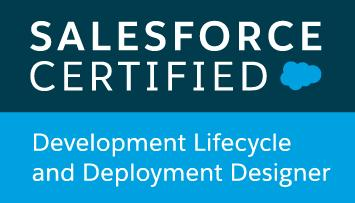 SALESFORCE
CERTIFIED
Development Lifecycle
and Deployment Designer